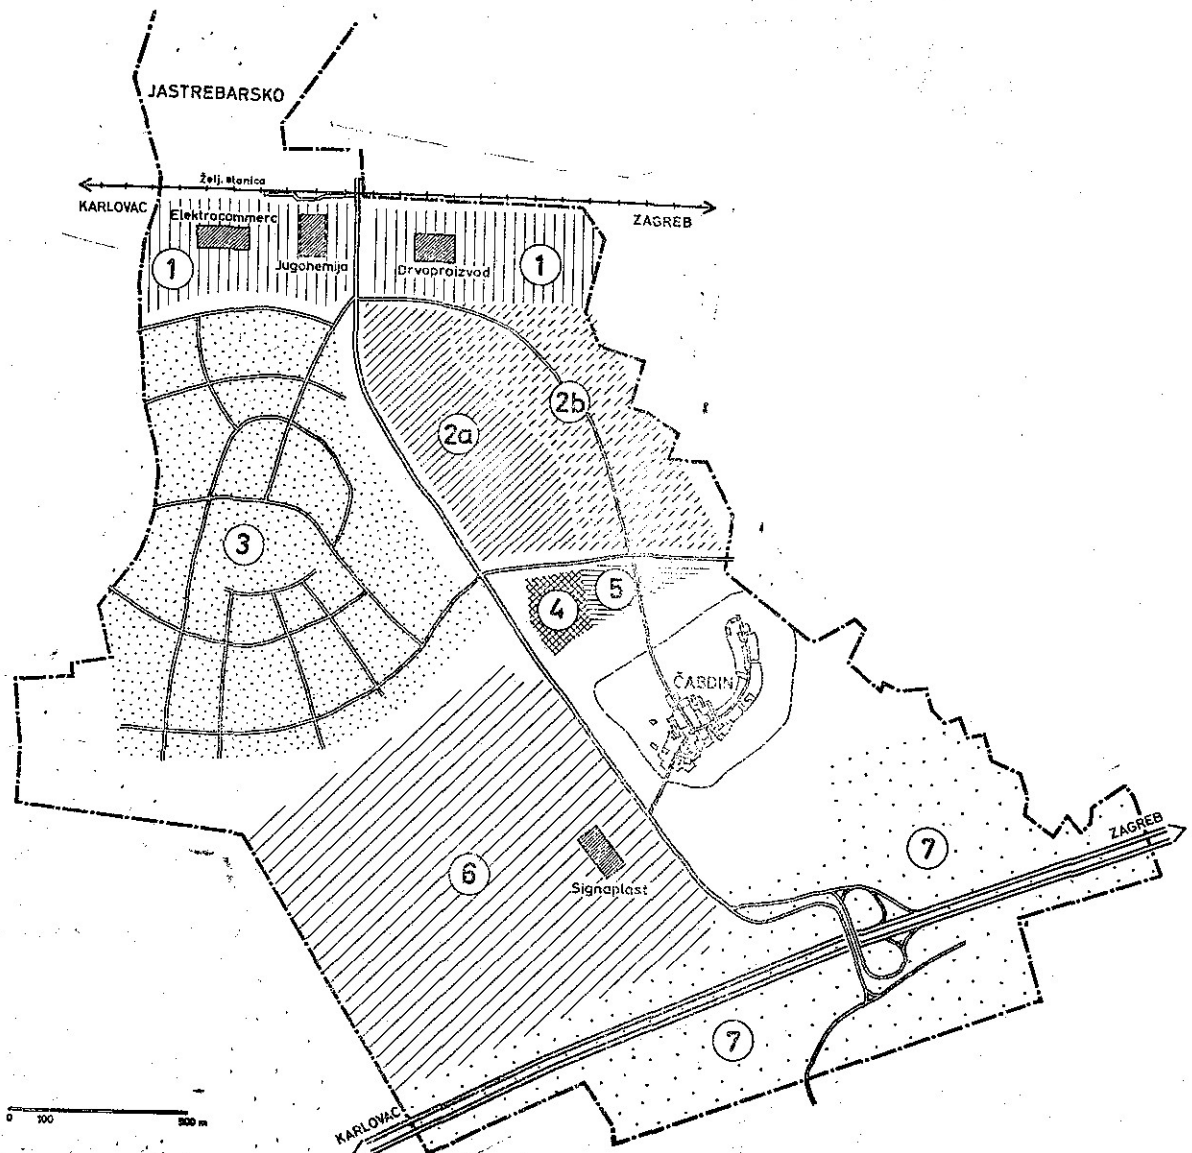 JASTREBARSKO
Želj. stanica
KARLOVAC
ZAGREB
Elektrocommerc
Jugohemija
Drvoproizvod
1
1
2b
2a
3
5
4
ČABDIN
ZAGREB
7
6
Signaplast
7
KARLOVAC
0 100 500 m